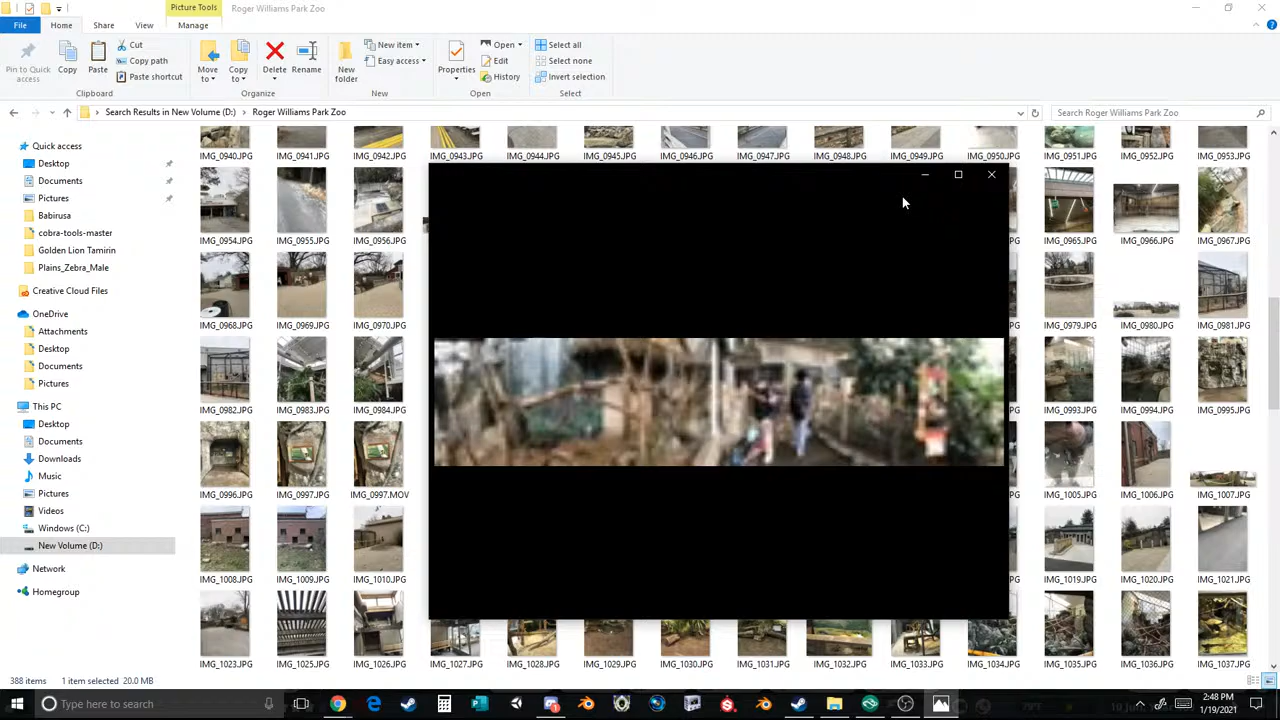 Picture Tools
Roger Williams Park Zoo
File
Home
Share
View
Manage
Pin to Quick access
Copy
Paste
Cut
Copy path
Paste shortcut
Clipboard
Move to
Copy to
Delete
Rename
Organize
New folder
New item
Easy access
New
Properties
Open
Edit
History
Open
Select all
Select none
Invert selection
Select
Search Results in New Volume (D:)
Roger Williams Park Zoo
Search Roger Williams Park Zoo
Quick access
Desktop
Documents
Pictures
Babirusa
cobra-tools-master
Golden Lion Tamirin
Plains_Zebra_Male
Creative Cloud Files
OneDrive
Attachments
Desktop
Documents
Pictures
This PC
Desktop
Documents
Downloads
Music
Pictures
Videos
Windows (C:)
New Volume (D:)
Network
Homegroup
IMG_0940.JPG IMG_0941.JPG IMG_0942.JPG IMG_0943.JPG IMG_0944.JPG IMG_0945.JPG IMG_0946.JPG IMG_0947.JPG IMG_0948.JPG IMG_0949.JPG IMG_0950.JPG IMG_0951.JPG IMG_0952.JPG IMG_0953.JPG
IMG_0954.JPG IMG_0955.JPG IMG_0956.JPG PG IMG_0965.JPG IMG_0966.JPG IMG_0967.JPG
IMG_0968.JPG IMG_0969.JPG IMG_0970.JPG PG IMG_0979.JPG IMG_0980.JPG IMG_0981.JPG
IMG_0982.JPG IMG_0983.JPG IMG_0984.JPG PG IMG_0993.JPG IMG_0994.JPG IMG_0995.JPG
IMG_0996.JPG IMG_0997.JPG IMG_0997.MOV PG IMG_1005.JPG IMG_1006.JPG IMG_1007.JPG
IMG_1008.JPG IMG_1009.JPG IMG_1010.JPG PG IMG_1019.JPG IMG_1020.JPG IMG_1021.JPG
IMG_1023.JPG IMG_1025.JPG IMG_1026.JPG IMG_1027.JPG IMG_1028.JPG IMG_1029.JPG IMG_1030.JPG IMG_1031.JPG IMG_1032.JPG IMG_1033.JPG IMG_1034.JPG IMG_1035.JPG IMG_1036.JPG IMG_1037.JPG
388 items 1 item selected 20.0 MB
Type here to search
2:48 PM
1/19/2021